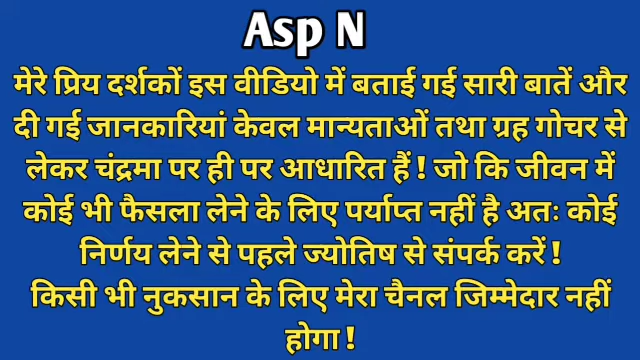 Asp N
मेरे प्रिय दर्शकों इस वीडियो में बताई गई सारी बातें और
दी गई जानकारियां केवल मान्यताओं तथा ग्रह गोचर से
लेकर चंद्रमा पर ही पर आधारित हैं ! जो कि जीवन में
कोई भी फैसला लेने के लिए पर्याप्त नहीं है अतः कोई
निर्णय लेने से पहले ज्योतिष से संपर्क करें !
किसी भी नुकसान के लिए मेरा चैनल जिम्मेदार नहीं
होगा !